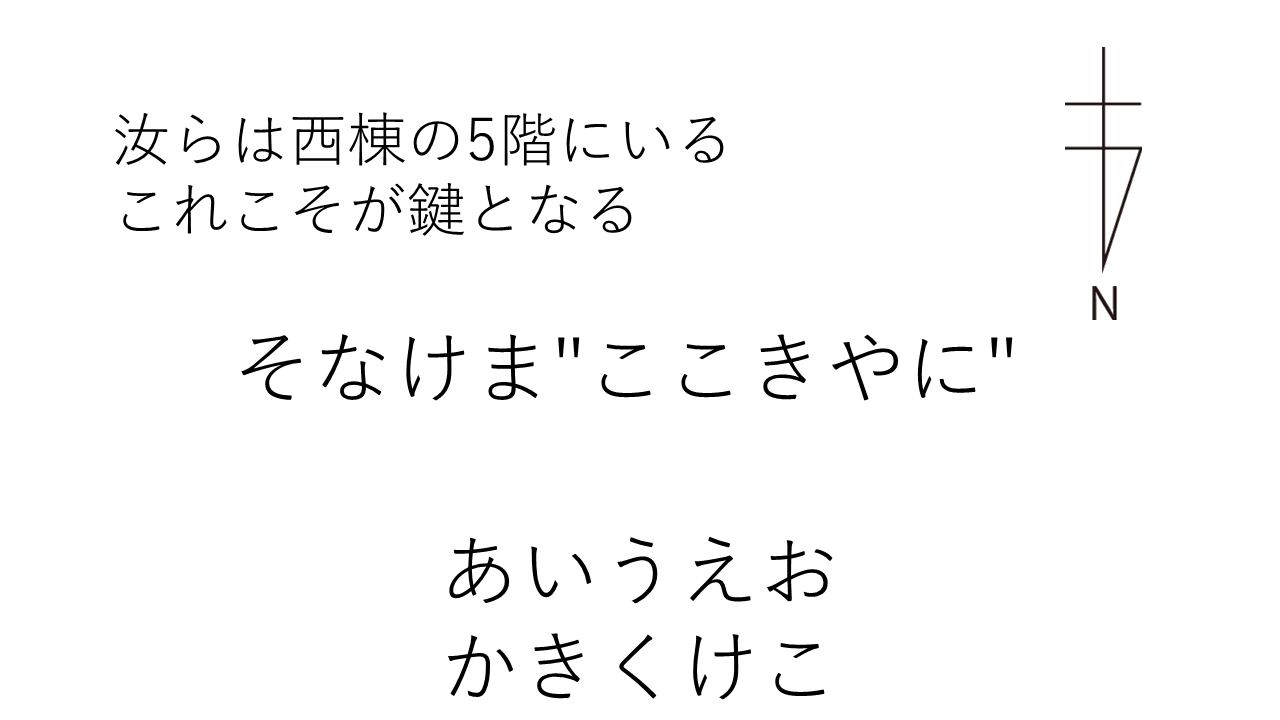 汝らは西棟の5階にいる
これこそが鍵となる
N
そなけま"ここきやに"
あいうえお
かきくけこ